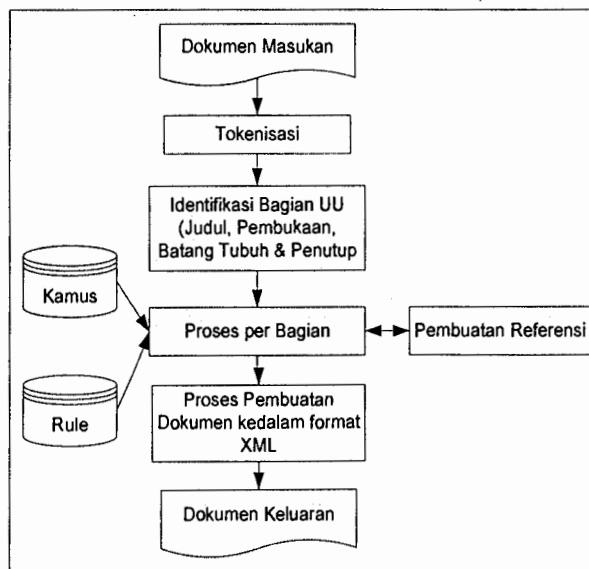 Dokumen Masukan
Tokenisasi
Identifikasi Bagian UU
(Judul, Pembukaan,
Batang Tubuh & Penutup
Kamus
Proses per Bagian
Pembuatan Referensi
Rule
Proses Pembuatan
Dokumen kedalam format
XML
Dokumen Keluaran